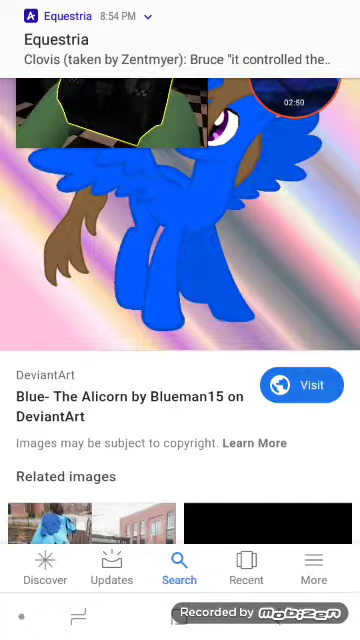 Equestria 8:54 PM
Equestria
Clovis (taken by Zentmyer): Bruce "it controlled the..
02:50
DeviantArt
Blue- The Alicorn by Blueman15 on
DeviantArt
Visit
Images may be subject to copyright. Learn More
Related images
Discover Updates Search Recent More
Recorded by MOBIZEN